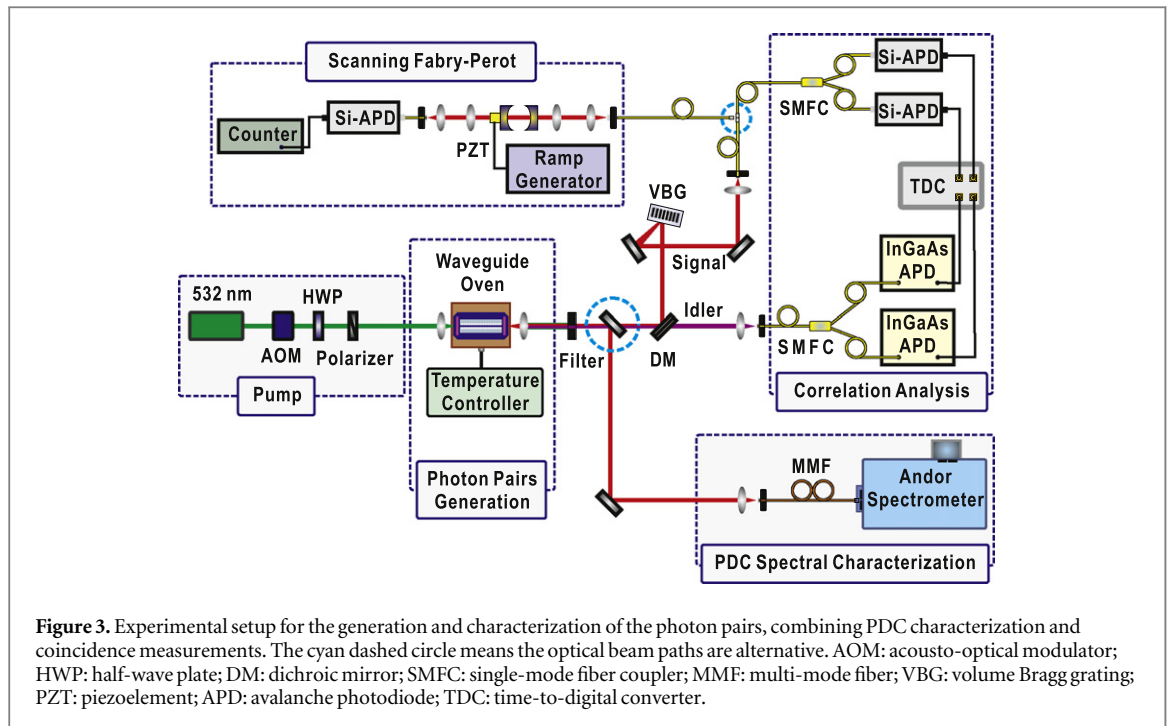 Scanning Fabry-Perot
Counter
Si-APD
PZT
Ramp
Generator
SMFC
Si-APD
Si-APD
TDC
VBG
Signal
InGaAs
APD
InGaAs
APD
SMFC
Correlation Analysis
532 nm
AOM
HWP
Polarizer
Pump
Waveguide
Oven
Temperature
Controller
Photon Pairs
Generation
Filter
DM
Idler
MMF
Andor
Spectrometer
PDC Spectral Characterization
Figure 3. Experimental setup for the generation and characterization of the photon pairs, combining PDC characterization and
coincidence measurements. The cyan dashed circle means the optical beam paths are alternative. AOM: acousto-optical modulator;
HWP: half-wave plate; DM: dichroic mirror; SMFC: single-mode fiber coupler; MMF: multi-mode fiber; VBG: volume Bragg grating;
PZT: piezoelement; APD: avalanche photodiode; TDC: time-to-digital converter.